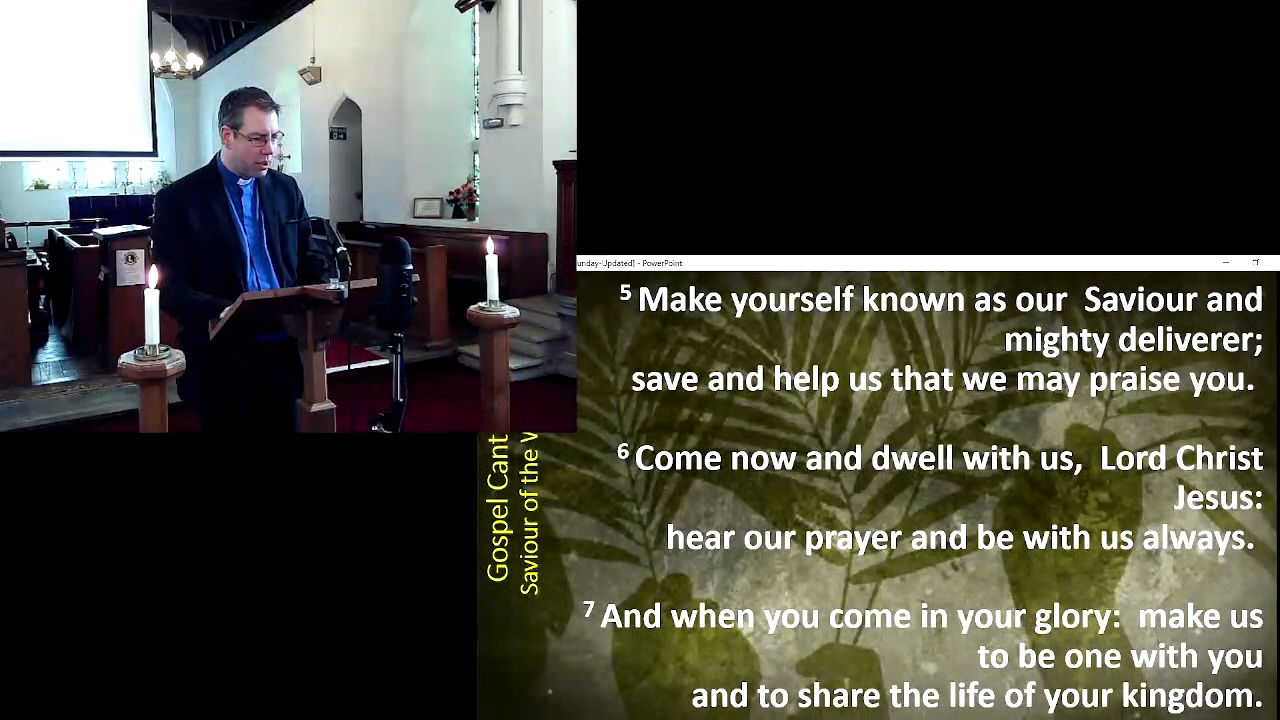 unday-Updated] - PowerPoint
5 Make yourself known as our Saviour and
mighty deliverer;
save and help us that we may praise you.
6 Come now and dwell with us, Lord Christ
Jesus:
hear our prayer and be with us always.
7 And when you come in your glory: make us
to be one with you
and to share the life of your kingdom.
Gospel Cant
Saviour of the